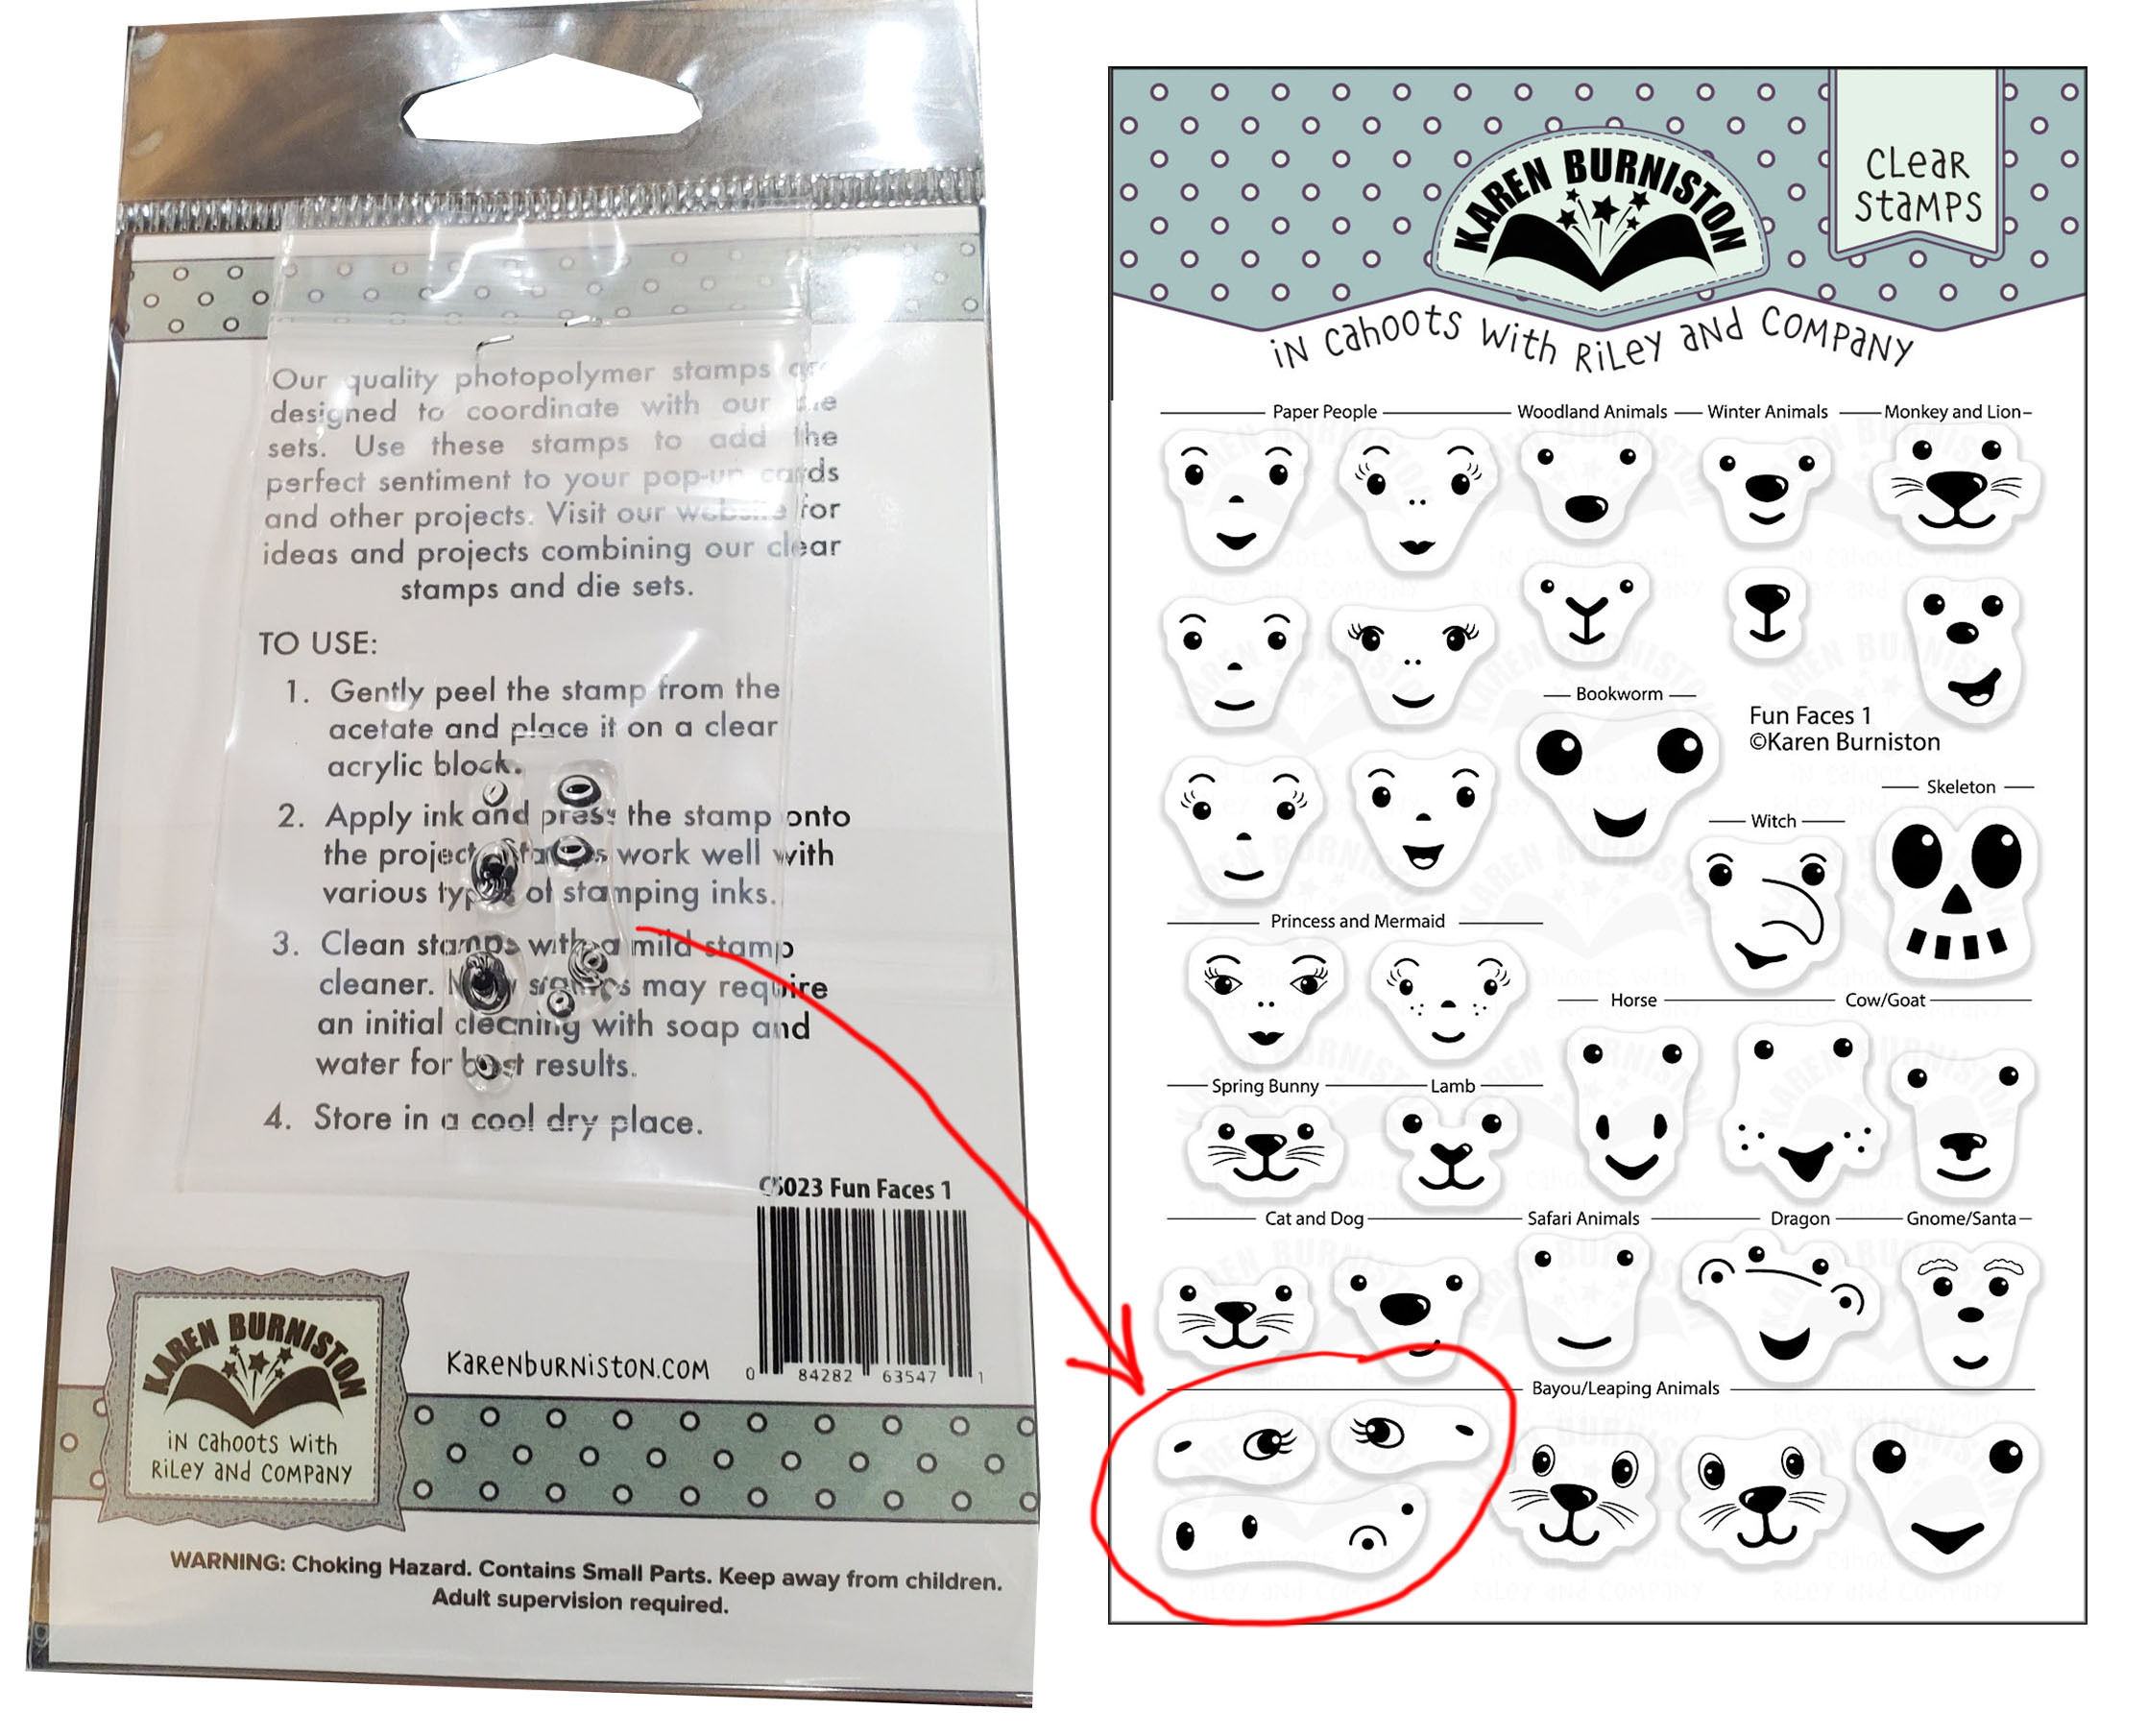 Our quality photopolymer stamps are
designed to coordinate with our die
sets. Use these stamps to add the
perfect sentiment to your pop-up cards
and other projects. Visit our website for
ideas and projects combining our clear
stamps and die sets.
TO USE:
1. Gently peel the stamp from the
acetate and place it on a clear
acrylic block.
2. Apply ink and press the stamp onto
the project. Stamps work well with
various types of stamping inks.
3. Clean stamps with a mild stamp
cleaner. New stamps may require
an initial cleaning with soap and
water for best results.
4. Store in a cool dry place.
CS023 Fun Faces 1
0 84282 63547 1
KAREN BURNISTON
iN cahoots with
RiLey aNd coMPaNy
KareNburNistoN.coM
WARNING: Choking Hazard. Contains Small Parts. Keep away from children.
Adult supervision required.
KAREN BURNISTON
CLear
Stamps
iN cahoots with RiLey aNd coMPaNy
Paper People
Woodland Animals
Winter Animals
Monkey and Lion
Bookworm
Fun Faces 1
©Karen Burniston
Skeleton
Witch
Princess and Mermaid
Horse
Cow/Goat
Spring Bunny
Lamb
Cat and Dog
Safari Animals
Dragon
Gnome/Santa
Bayou/Leaping Animals